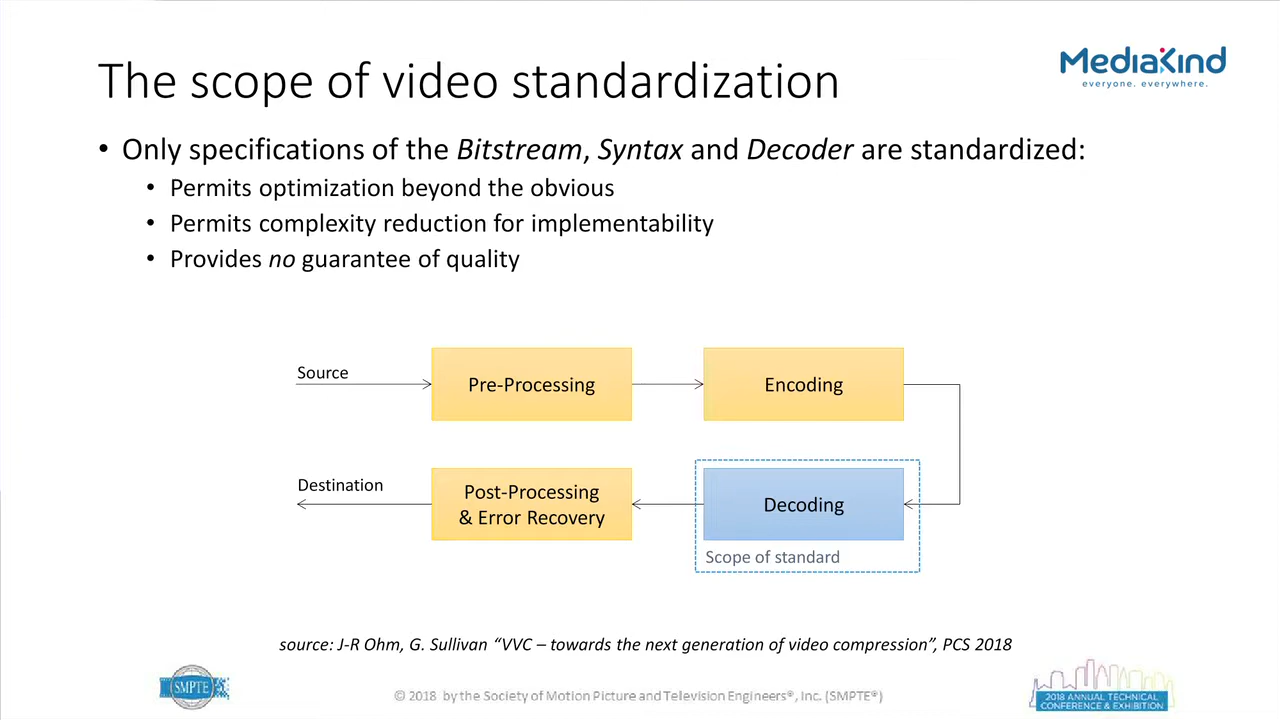 The scope of video standardization
MediaKind
everyone. everywhere.
• Only specifications of the Bitstream, Syntax and Decoder are standardized:
• Permits optimization beyond the obvious
• Permits complexity reduction for implementability
• Provides no guarantee of quality
Source
Pre-Processing
Encoding
Destination
Post-Processing
& Error Recovery
Decoding
Scope of standard
source: J-R Ohm, G. Sullivan “VVC – towards the next generation of video compression”, PCS 2018
SMPTE
© 2018 by the Society of Motion Picture and Television Engineers®, Inc. (SMPTE®)
2018 ANNUAL TECHNICAL
CONFERENCE & EXHIBITION